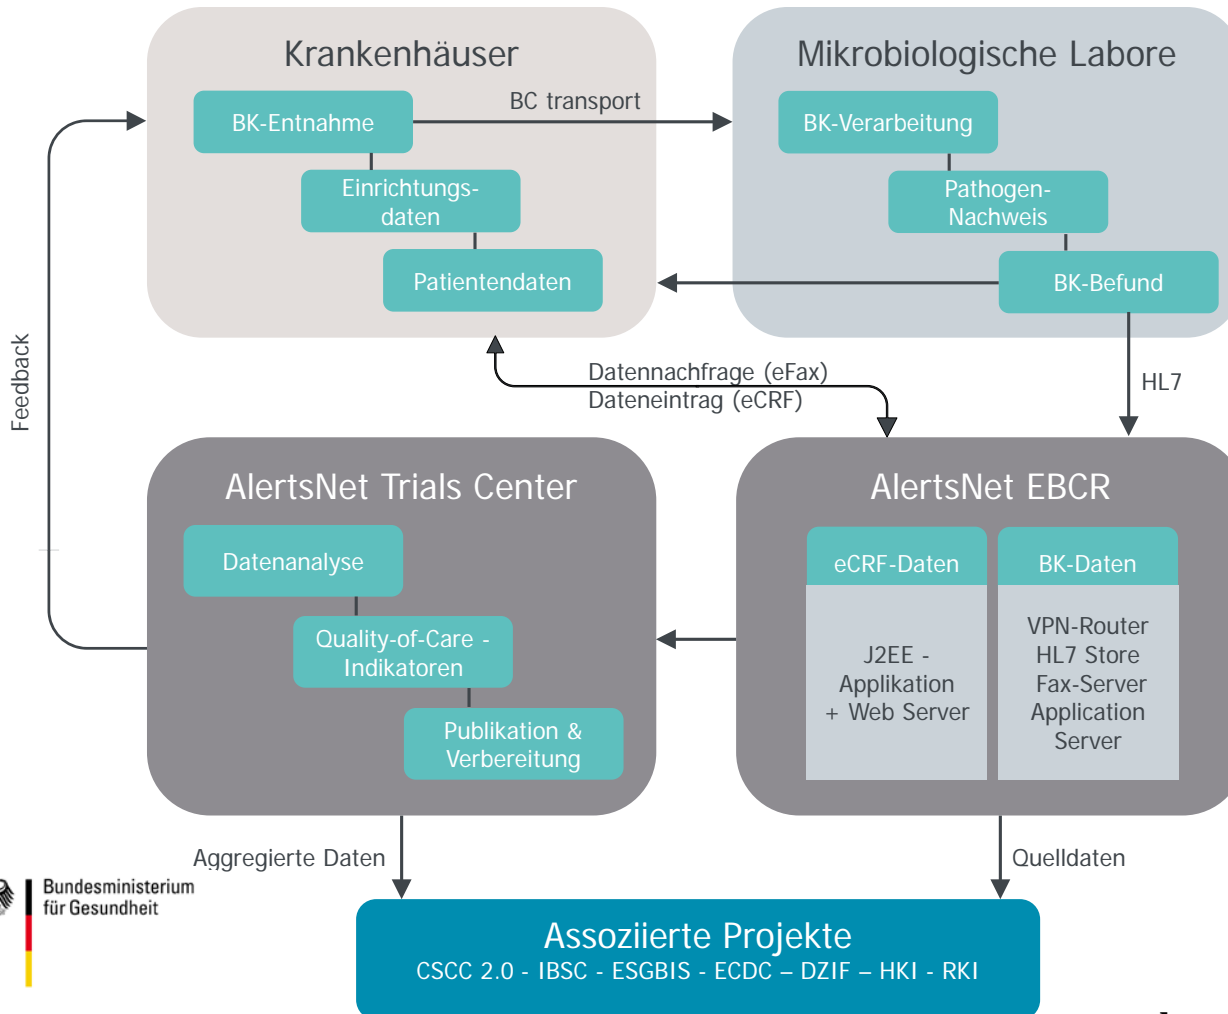 Krankenhäuser
BK-Entnahme
Einrichtungs-
daten
Patientendaten
BC transport
Mikrobiologische Labore
BK-Verarbeitung
Pathogen-
Nachweis
BK-Befund
Feedback
Datennachfrage (eFax)
Dateneintrag (eCRF)
HL7
AlertsNet Trials Center
Datenanalyse
Quality-of-Care -
Indikatoren
Publikation &
Verbereitung
AlertsNet EBCR
eCRF-Daten
J2EE -
Applikation
+ Web Server
BK-Daten
VPN-Router
HL7 Store
Fax-Server
Application
Server
Aggregierte Daten
Quelldaten
Bundesministerium
für Gesundheit
Assoziierte Projekte
CSCC 2.0 - IBSC - ESGBIS - ECDC – DZIF – HKI - RKI